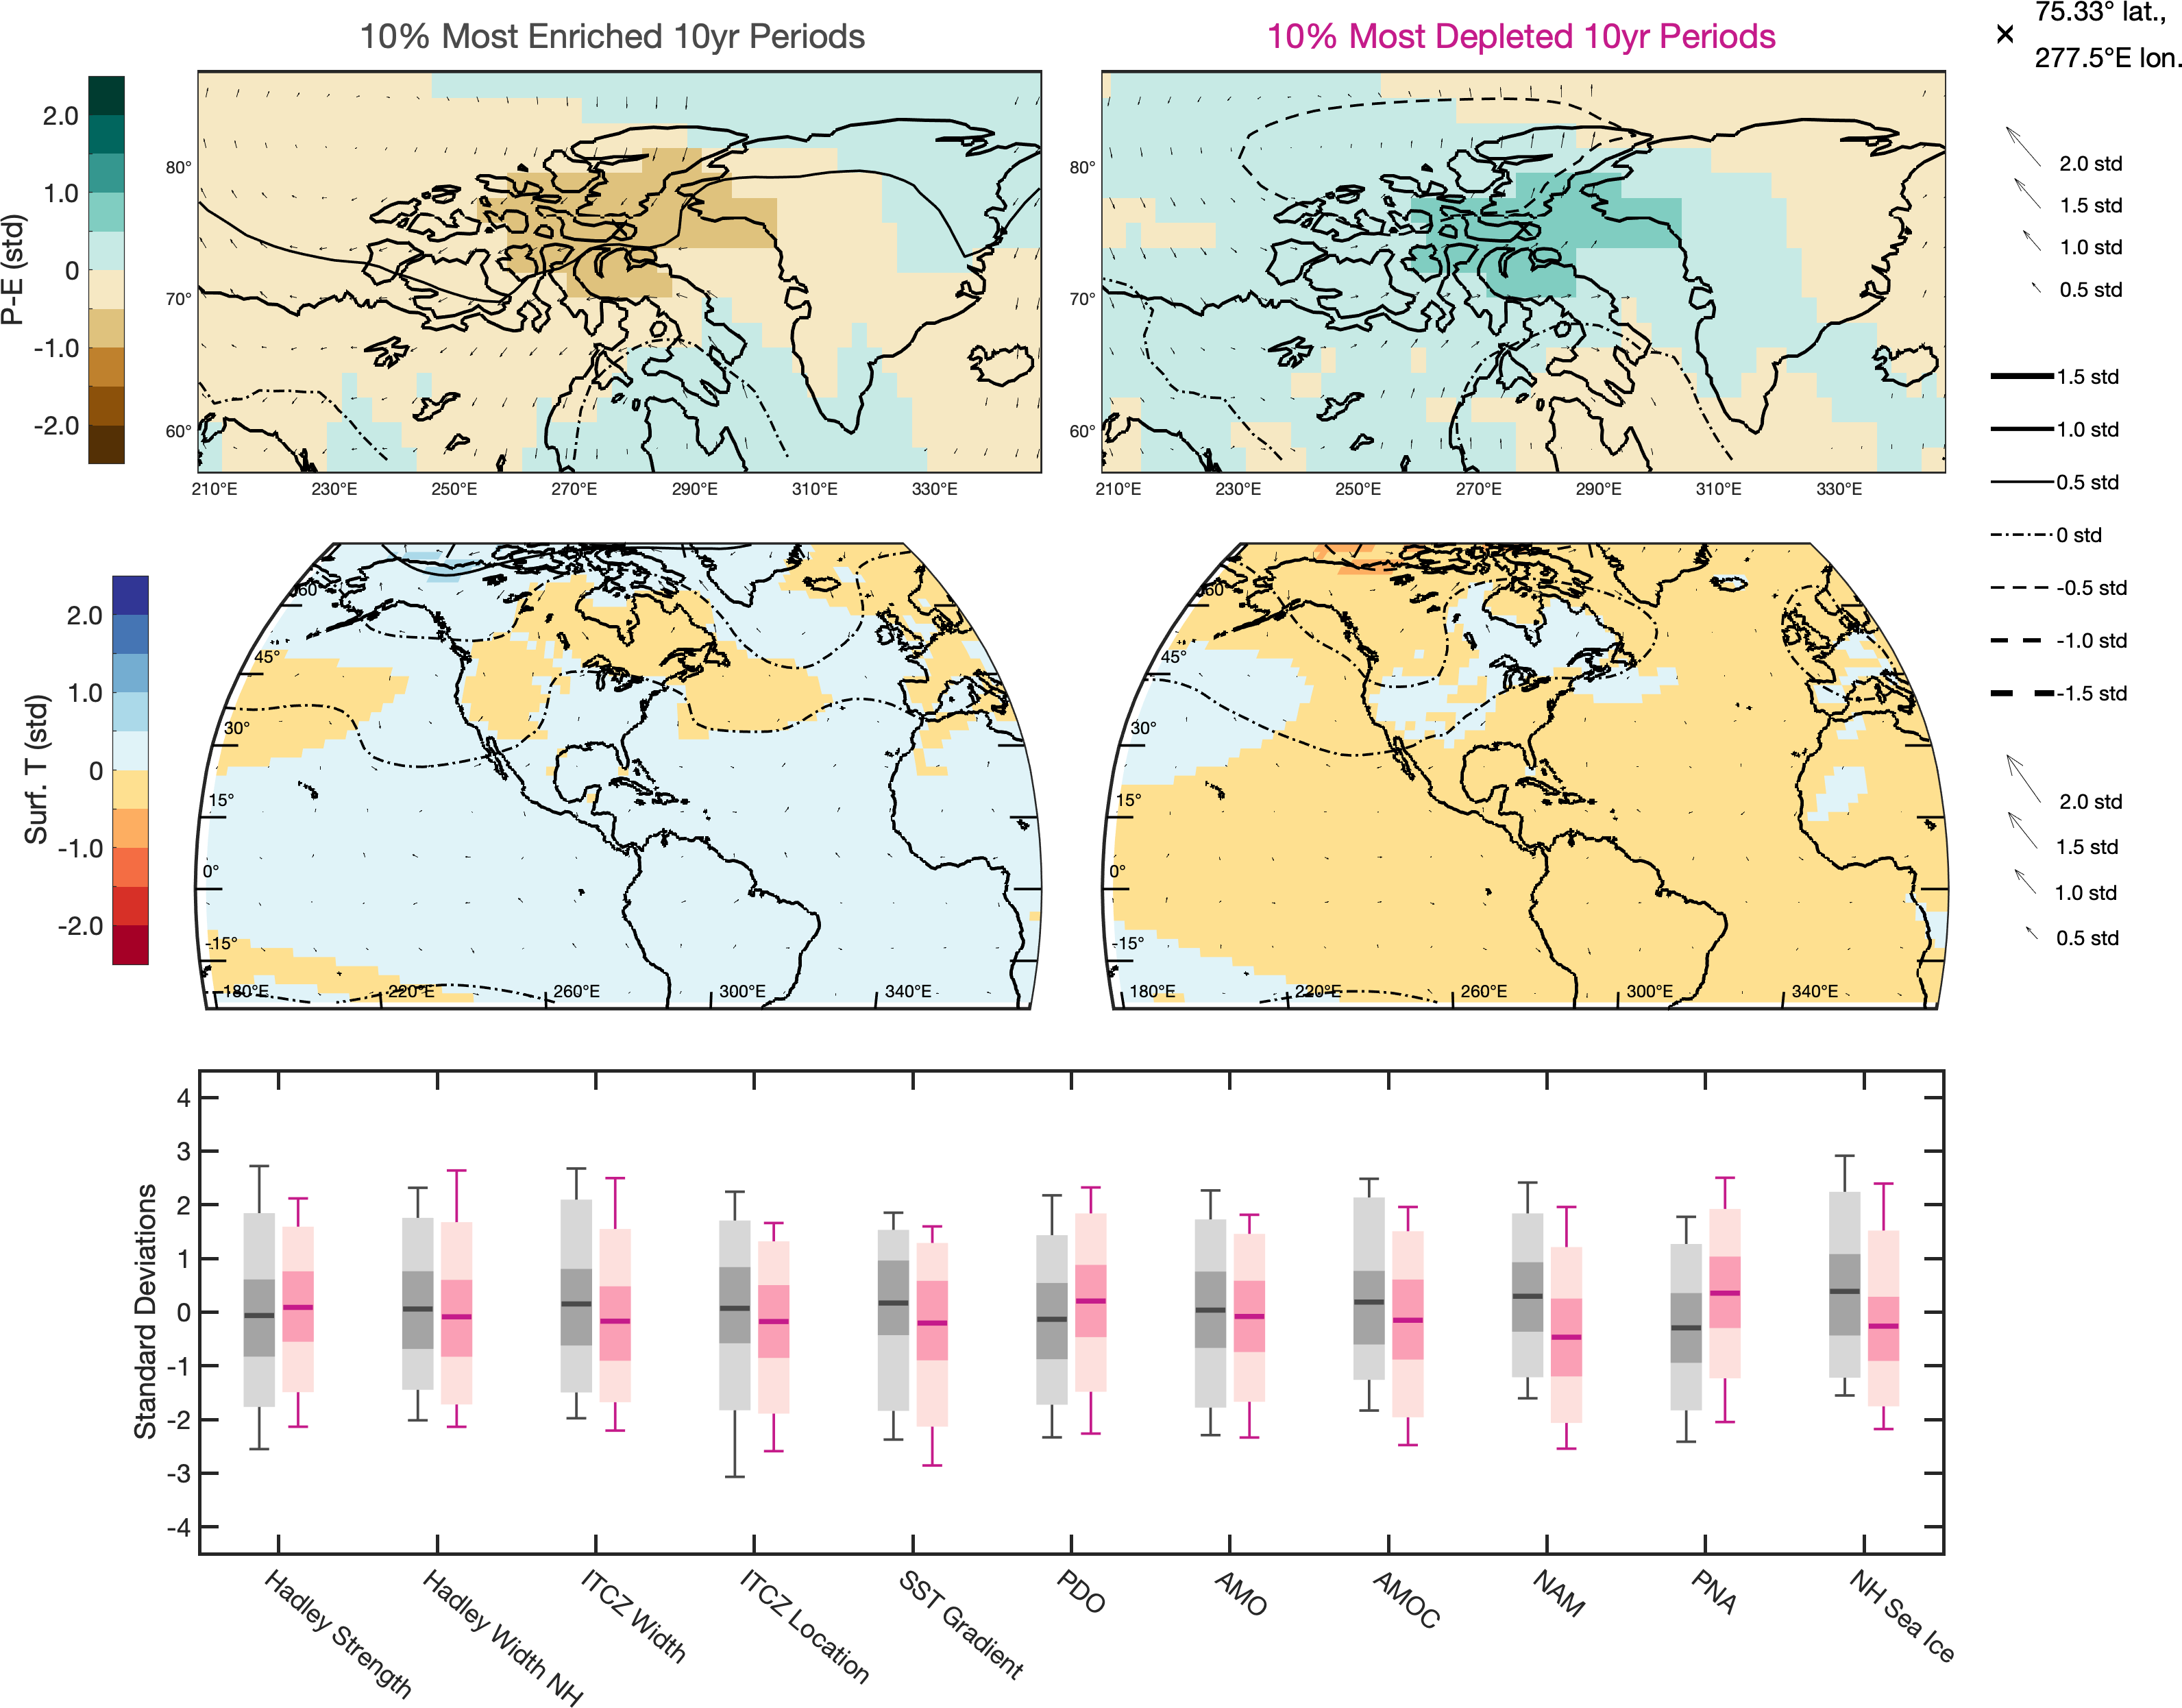 10% Most Enriched 10yr Periods
10% Most Depleted 10yr Periods
75.33° lat.,
277.5°E lon.
P-E (std)
2.0
1.0
0
-1.0
-2.0
80°
70°
60°
210°E 230°E 250°E 270°E 290°E 310°E 330°E
80°
70°
60°
210°E 230°E 250°E 270°E 290°E 310°E 330°E
2.0 std
1.5 std
1.0 std
0.5 std
1.5 std
1.0 std
0.5 std
0 std
-0.5 std
-1.0 std
-1.5 std
Surf. T (std)
2.0
1.0
0
-1.0
-2.0
60°
45°
30°
15°
0°
-15°
180°E 220°E 260°E 300°E 340°E
60°
45°
30°
15°
0°
-15°
180°E 220°E 260°E 300°E 340°E
2.0 std
1.5 std
1.0 std
0.5 std
Standard Deviations
4
3
2
1
0
-1
-2
-3
-4
Hadley Strength
Hadley Width NH
ITCZ Width
ITCZ Location
SST Gradient
PDO
AMO
AMOC
NAM
PNA
NH Sea Ice